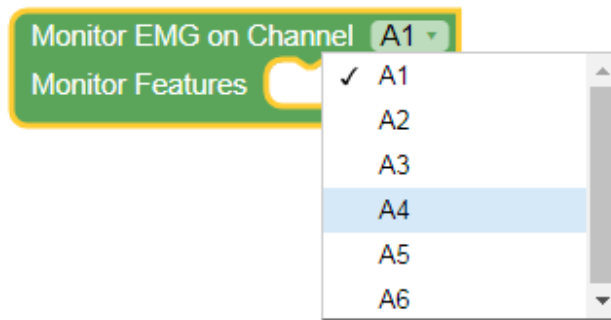 Monitor EMG on Channel A1
Monitor Features
A1
A2
A3
A4
A5
A6